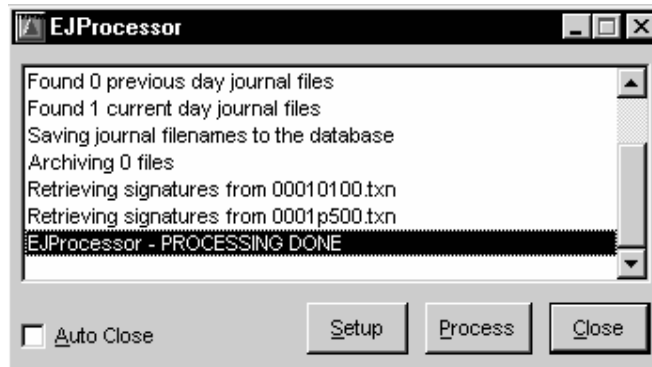 EJProcessor
Found 0 previous day journal files
Found 1 current day journal files
Saving journal filenames to the database
Archiving 0 files
Retrieving signatures from 00010100.txn
Retrieving signatures from 0001p500.txn
EJProcessor - PROCESSING DONE
Auto Close
Setup
Process
Close